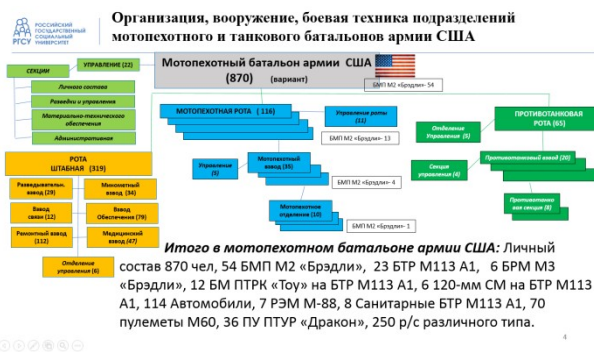 РОССИЙСКИЙ
ГОСУДАРСТВЕННЫЙ
СОЦИАЛЬНЫЙ
УНИВЕРСИТЕТ
РГСУ
Организация, вооружение, боевая техника подразделений
мотопехотного и танкового батальонов армии США
СЕКЦИИ
УПРАВЛЕНИЕ (22)
Личного состава
Разведки и управления
Материально-технического
обеспечения
Административная
Мотопехотный батальон армии США
(870) (вариант)
БМП М2 «Брэдли»- 54
МОТОПЕХОТНАЯ РОТА ( 116)
Управление роты
(11)
БМП М2 «Брэдли»- 13
Управление
(5)
Мотопехотный
взвод (35)
БМП М2 «Брэдли»- 4
Мотопехотное
отделение (10)
БМП М2 «Брэдли»- 1
ПРОТИВОТАНКОВАЯ
РОТА (65)
Отделение
Управления (5)
Секция
управления (4)
Противотанковый взвод (20)
Противотанко
вая секция (8)
РОТА
ШТАБНАЯ (319)
Разведывательн.
взвод (29)
Минометный
взвод (34)
Взвод
связи (12)
Взвод
Обеспечения (79)
Ремонтный взвод
(112)
Медицинский
взвод (47)
Отделение
управления (6)
Итого в мотопехотном батальоне армии США: Личный
состав 870 чел, 54 БМП М2 «Брэдли», 23 БТР М113 А1, 6 БРМ М3
«Брэдли», 12 БМ ПТРК «Тоу» на БТР М113 А1, 6 120-мм СМ на БТР М113
А1, 114 Автомобили, 7 РЭМ М-88, 8 Санитарные БТР М113 А1, 70
пулеметы М60, 36 ПУ ПТУР «Дракон», 250 р/с различного типа.
4